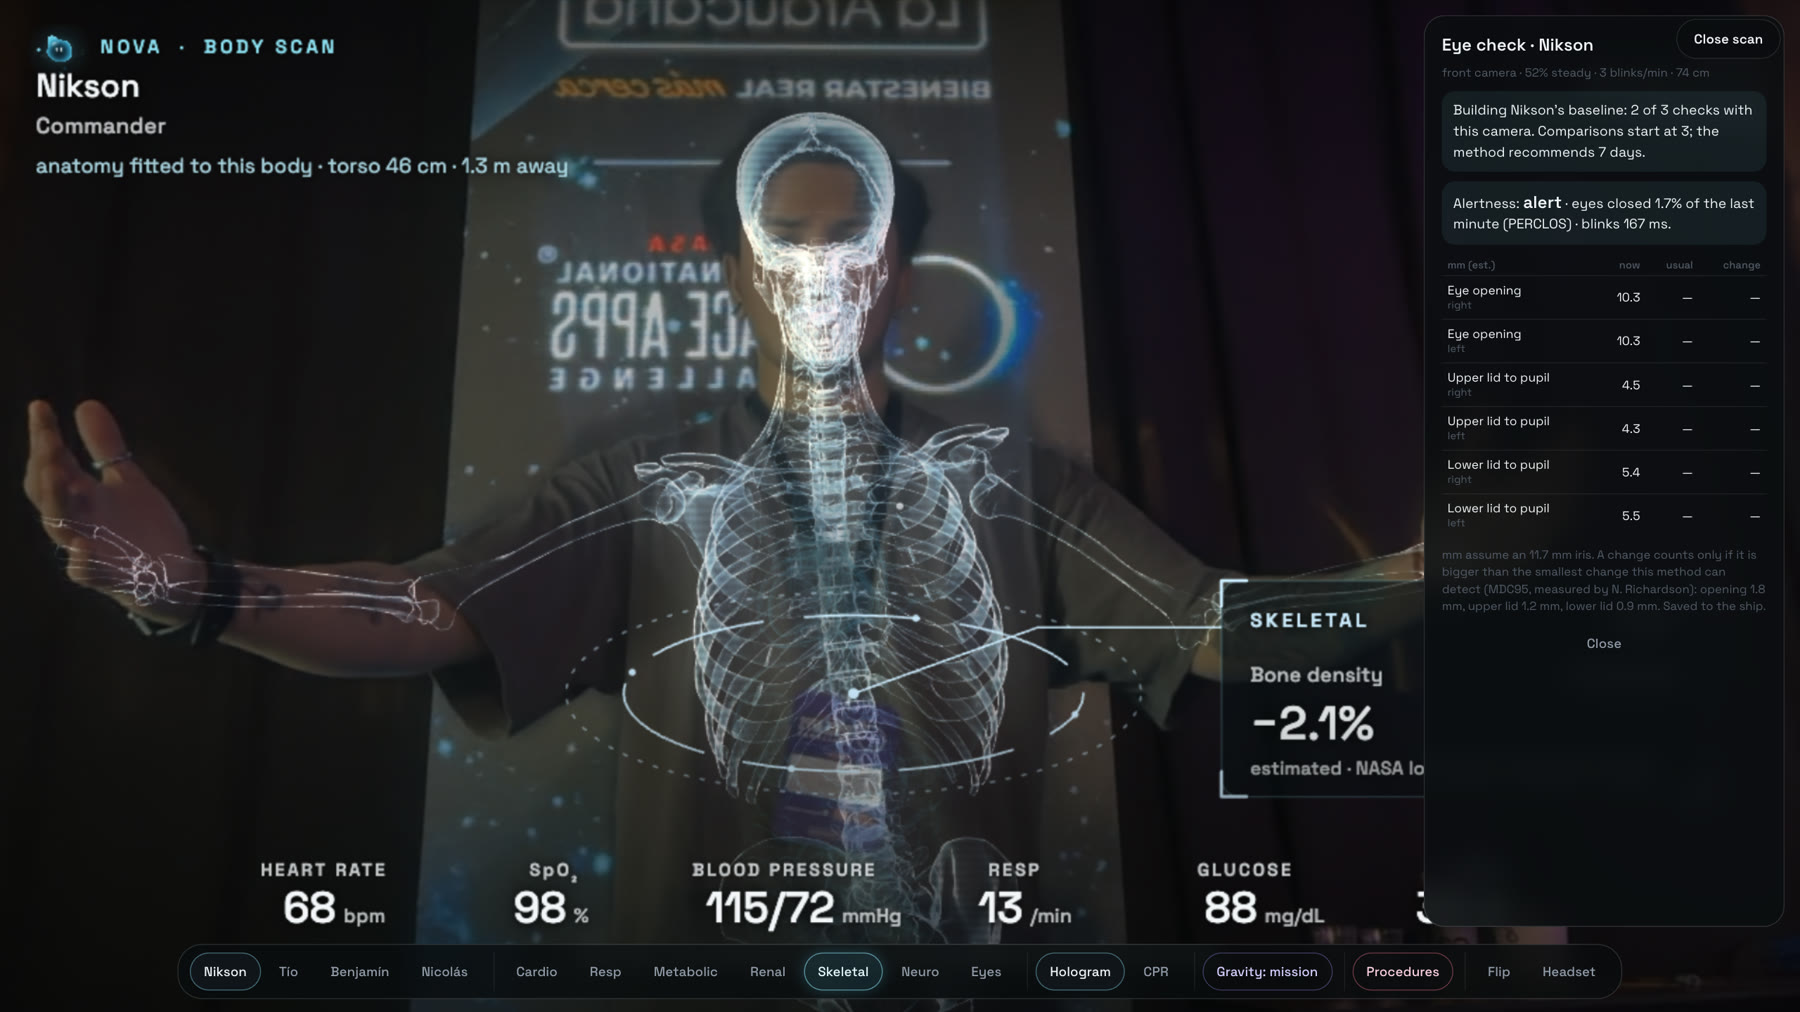 NOVA · BODY SCAN
Nikson
Commander
anatomy fitted to this body · torso 46 cm · 1.3 m away
La Araucanía
BIENESTAR REAL más cerca
NATIONAL
APPS
Eye check · Nikson
Close scan
front camera · 52% steady · 3 blinks/min · 74 cm
Building Nikson's baseline: 2 of 3 checks with
this camera. Comparisons start at 3; the
method recommends 7 days.
Alertness: alert · eyes closed 1.7% of the last
minute (PERCLOS) · blinks 167 ms.
mm (est.) now usual change
Eye opening 10.3 — —
right
Eye opening 10.3 — —
left
Upper lid to pupil 4.5 — —
right
Upper lid to pupil 4.3 — —
left
Lower lid to pupil 5.4 — —
right
Lower lid to pupil 5.5 — —
left
mm assume an 11.7 mm iris. A change counts only if it is
bigger than the smallest change this method can
detect (MDC95, measured by N. Richardson): opening 1.8
mm, upper lid 1.2 mm, lower lid 0.9 mm. Saved to the ship.
Close
SKELETAL
Bone density
−2.1%
estimated · NASA
HEART RATE
68 bpm
SpO₂
98 %
BLOOD PRESSURE
115/72 mmHg
RESP
13 /min
GLUCOSE
88 mg/dL
Nikson Tío Benjamín Nicolás Cardio Resp Metabolic Renal Skeletal Neuro Eyes Hologram CPR Gravity: mission Procedures Flip Headset